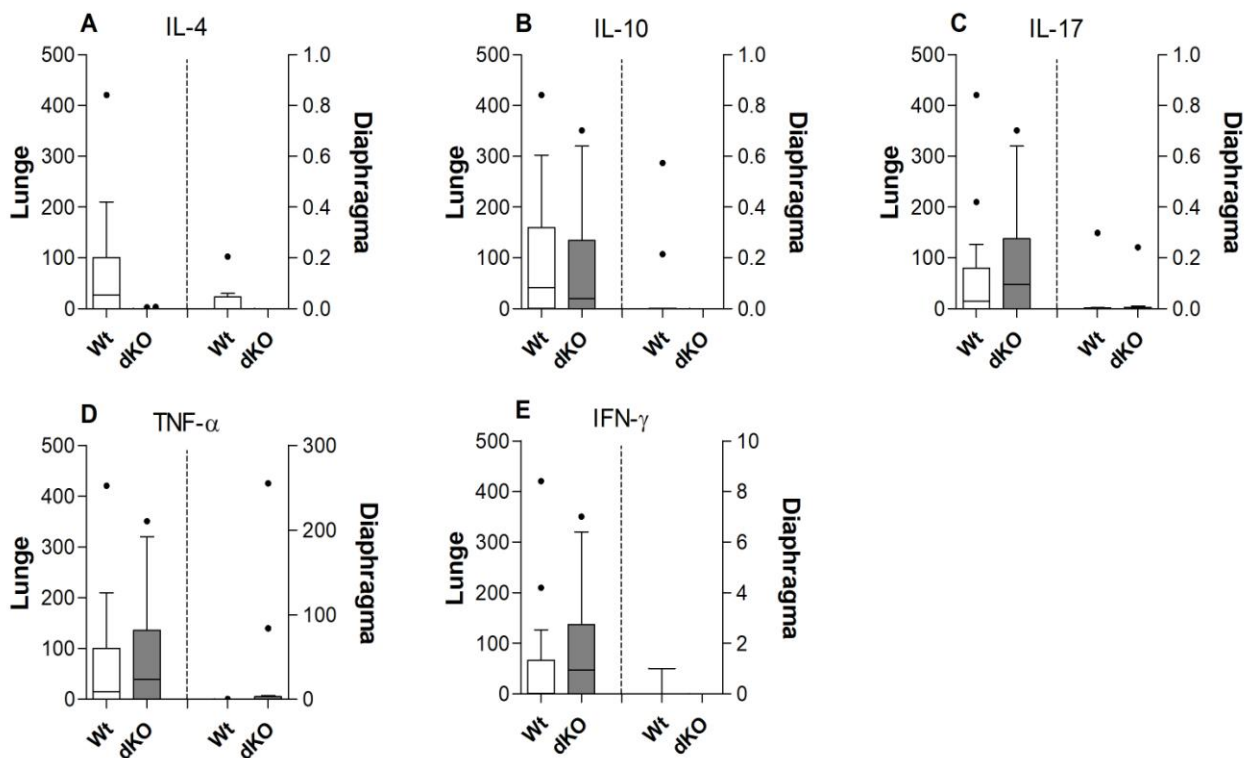 A IL-4
500 1.0
400 0.8
300 0.6
200 0.4
100 0.2
0 0.0
Lunge Diaphragma
Wt dKO Wt dKO
B IL-10
500 1.0
400 0.8
300 0.6
200 0.4
100 0.2
0 0.0
Lunge Diaphragma
Wt dKO Wt dKO
C IL-17
500 1.0
400 0.8
300 0.6
200 0.4
100 0.2
0 0.0
Lunge Diaphragma
Wt dKO Wt dKO
D TNF-α
500 300
400
300 200
200
100 100
0 0
Lunge Diaphragma
Wt dKO Wt dKO
E IFN-γ
500 10
400 8
300 6
200 4
100 2
0 0
Lunge Diaphragma
Wt dKO Wt dKO